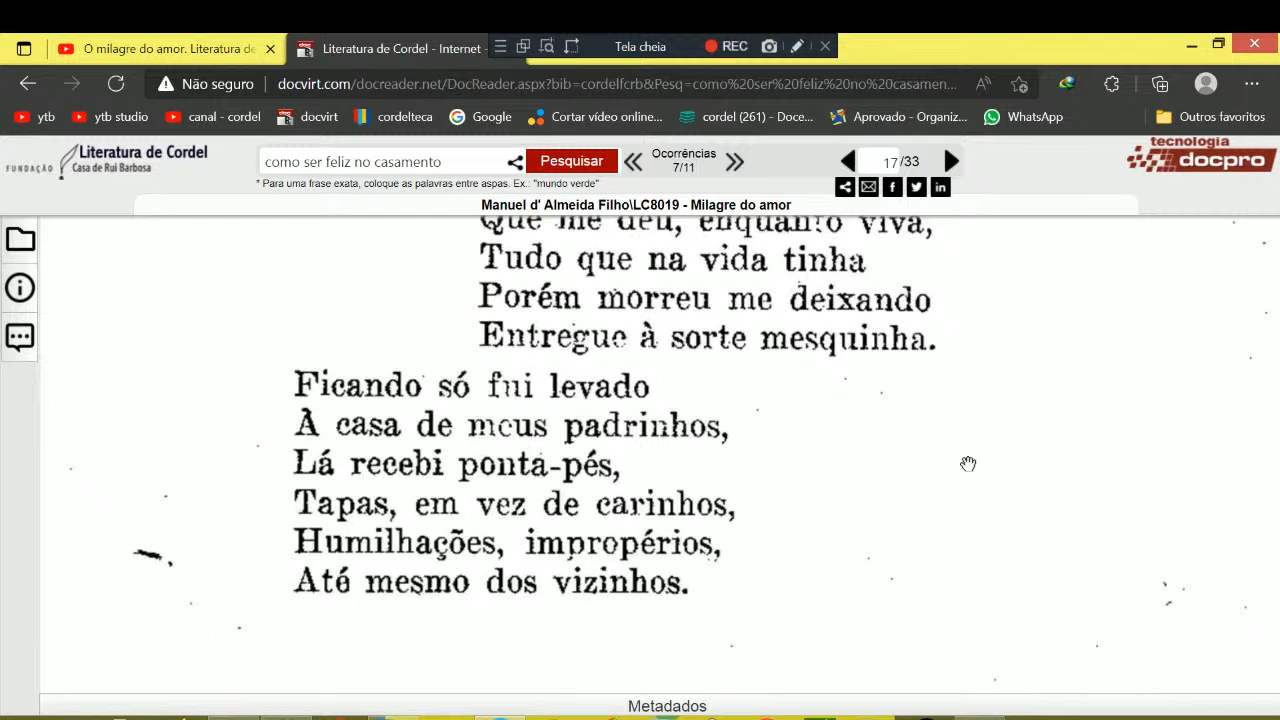 O milagre do amor. Literatura de
Literatura de Cordel - Internet -
Tela cheia
REC
Não seguro
docvirt.com/docreader.net/DocReader.aspx?bib=cordelfcrb&Pesq=como%20ser%20feliz%20no%20casamen...
ytb
ytb studio
canal - cordel
docvirt
cordelteca
Google
Cortar vídeo online...
cordel (261) - Doce...
Aprovado - Organiz...
WhatsApp
Outros favoritos
FUNDAÇÃO
Literatura de Cordel
Casa de Rui Barbosa
como ser feliz no casamento
Pesquisar
* Para uma frase exata, coloque as palavras entre aspas. Ex.: "mundo verde"
Ocorrências
7/11
17 /33
tecnologia
docpro
Manuel d' Almeida Filho\LC8019 - Milagre do amor
Que me deu, enquanto viva,
Tudo que na vida tinha
Porém morreu me deixando
Entregue à sorte mesquinha.
Ficando só fui levado
À casa de meus padrinhos,
Lá recebi ponta-pés,
Tapas, em vez de carinhos,
Humilhações, impropérios,
Até mesmo dos vizinhos.
Metadados